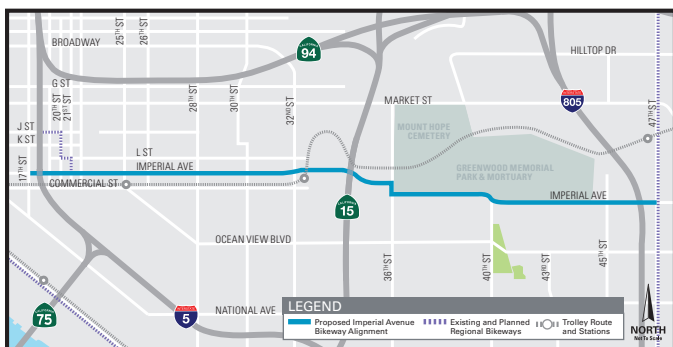 BROADWAY
25TH ST
26TH ST
CALIFORNIA
94
HILLTOP DR
G ST
20TH ST
21ST ST
28TH ST
30TH ST
32ND ST
MARKET ST
INTERSTATE
805
47TH ST
J ST
K ST
MOUNT HOPE
CEMETERY
L ST
17TH ST
IMPERIAL AVE
GREENWOOD MEMORIAL
PARK & MORTUARY
COMMERCIAL ST
IMPERIAL AVE
CALIFORNIA
15
OCEAN VIEW BLVD
36TH ST
40TH ST
43RD ST
45TH ST
CALIFORNIA
75
5
NATIONAL AVE
LEGEND
Proposed Imperial Avenue
Bikeway Alignment
Existing and Planned
Regional Bikeways
Trolley Route
and Stations
NORTH
Not To Scale